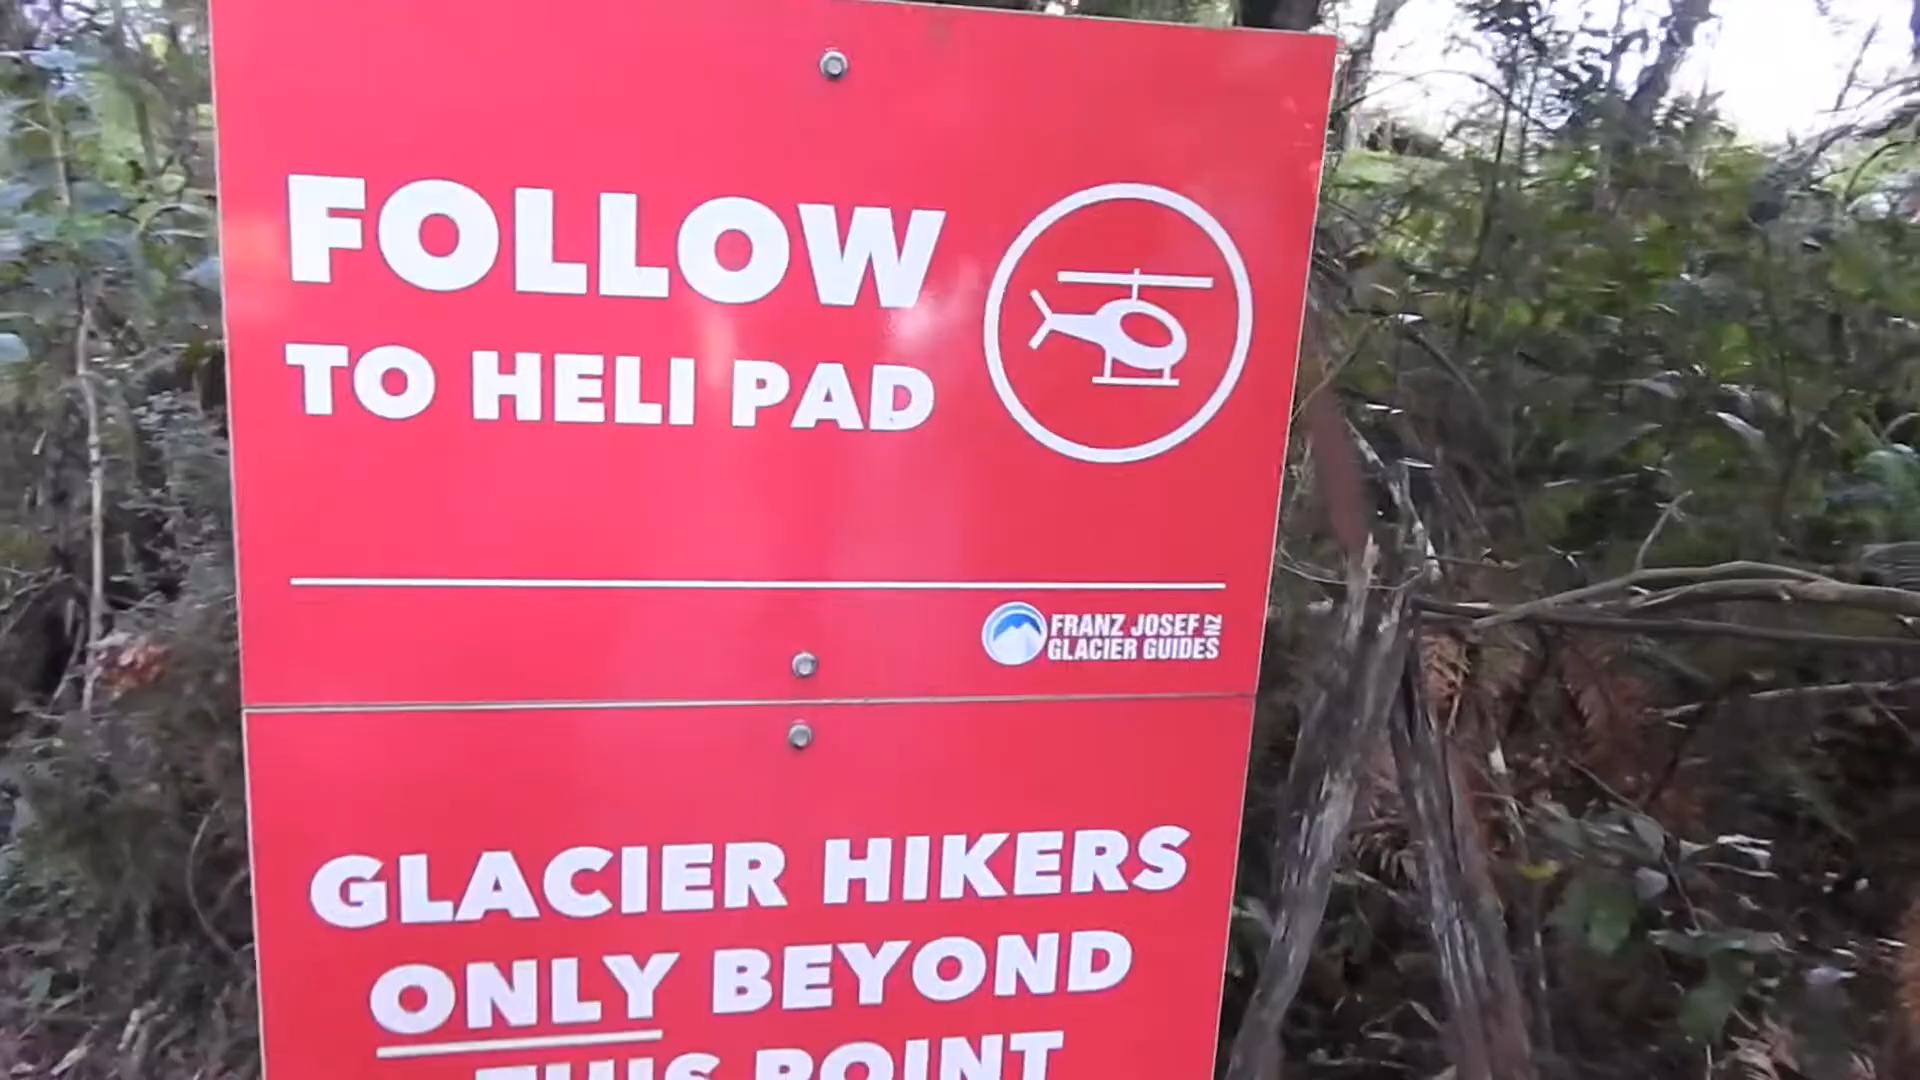 FOLLOW
TO HELI PAD
FRANZ JOSEF NZ
GLACIER GUIDES
GLACIER HIKERS
ONLY BEYOND
THIS POINT